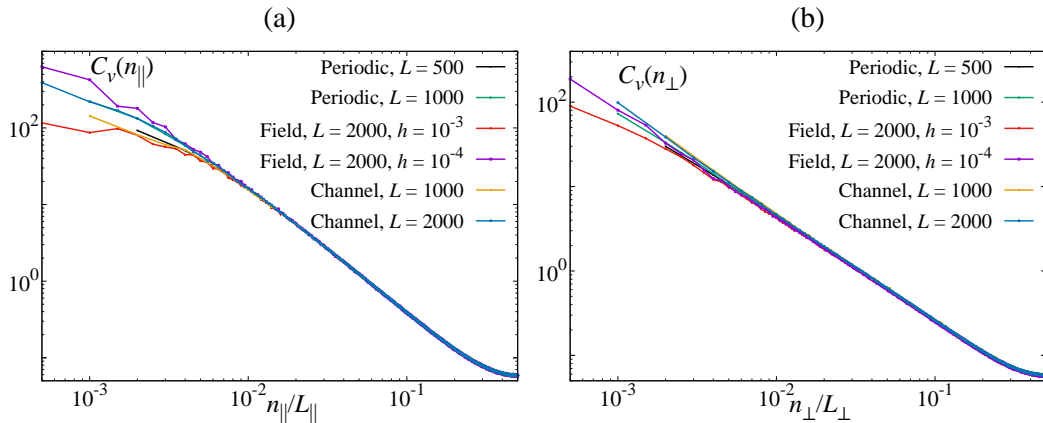 (a)
C_v(n_∥)
Periodic, L = 500
Periodic, L = 1000
Field, L = 2000, h = 10^-3
Field, L = 2000, h = 10^-4
Channel, L = 1000
Channel, L = 2000
10^2
10^0
10^-3
10^-2
10^-1
n_∥/L_∥
(b)
C_v(n_⊥)
Periodic, L = 500
Periodic, L = 1000
Field, L = 2000, h = 10^-3
Field, L = 2000, h = 10^-4
Channel, L = 1000
Channel, L = 2000
10^2
10^0
10^-3
10^-2
10^-1
n_⊥/L_⊥